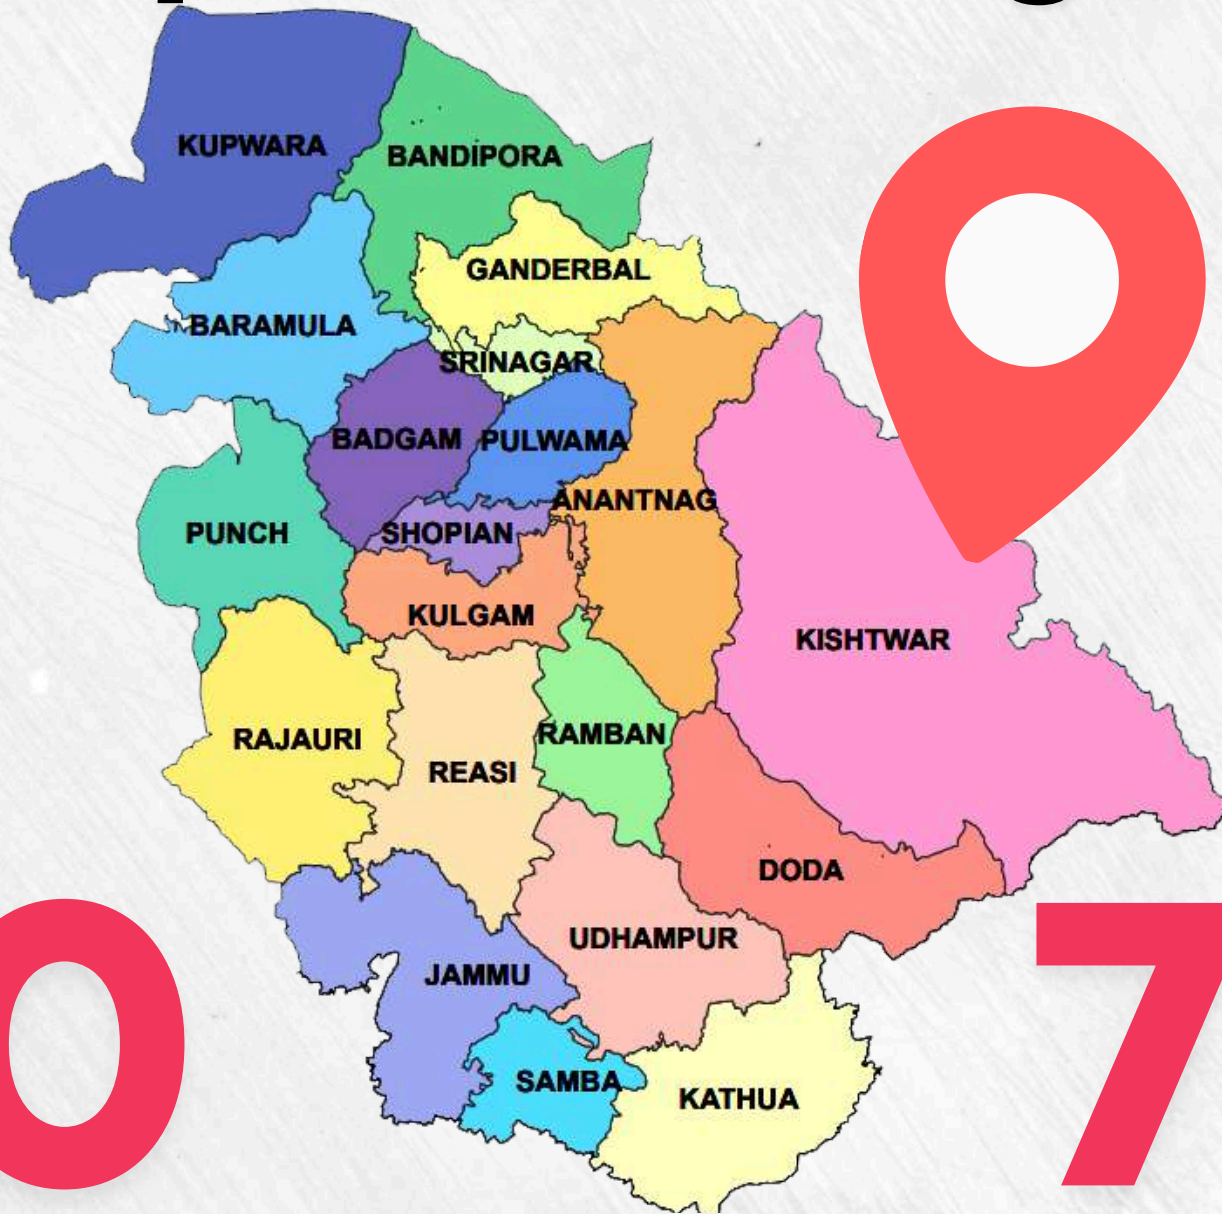 KUPWARA
BANDIPORA
GANDERBAL
BARAMULA
SRINAGAR
BADGAM
PULWAMA
ANANTNAG
PUNCH
SHOPIAN
KULGAM
KISHTWAR
RAJAURI
RAMBAN
REASI
DODA
UDHAMPUR
JAMMU
SAMBA
KATHUA
0
7